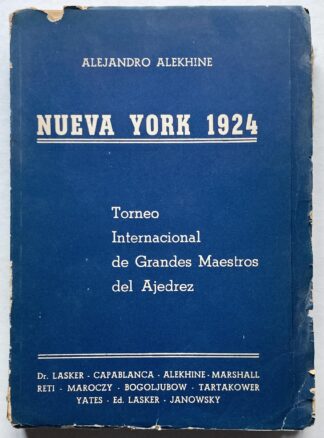 ALEJANDRO ALEKHINE
NUEVA YORK 1924
Torneo
Internacional
de Grandes Maestros
del Ajedrez
Dr. LASKER - CAPABLANCA - ALEKHINE - MARSHALL
RETI - MAROCZY - BOGOLJUBOW - TARTAKOWER
YATES - Ed. LASKER - JANOWSKY